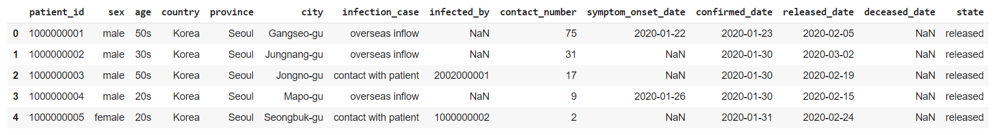 patient_id sex age country province city infection_case infected_by contact_number symptom_onset_date confirmed_date released_date deceased_date state
0 1000000001 male 50s Korea Seoul Gangseo-gu overseas inflow NaN 75 2020-01-22 2020-01-23 2020-02-05 NaN released
1 1000000002 male 30s Korea Seoul Jungnang-gu overseas inflow NaN 31 NaN 2020-01-30 2020-03-02 NaN released
2 1000000003 male 50s Korea Seoul Jongno-gu contact with patient 2002000001 17 NaN 2020-01-30 2020-02-19 NaN released
3 1000000004 male 20s Korea Seoul Mapo-gu overseas inflow NaN 9 2020-01-26 2020-01-30 2020-02-15 NaN released
4 1000000005 female 20s Korea Seoul Seongbuk-gu contact with patient 1000000002 2 NaN 2020-01-31 2020-02-24 NaN released